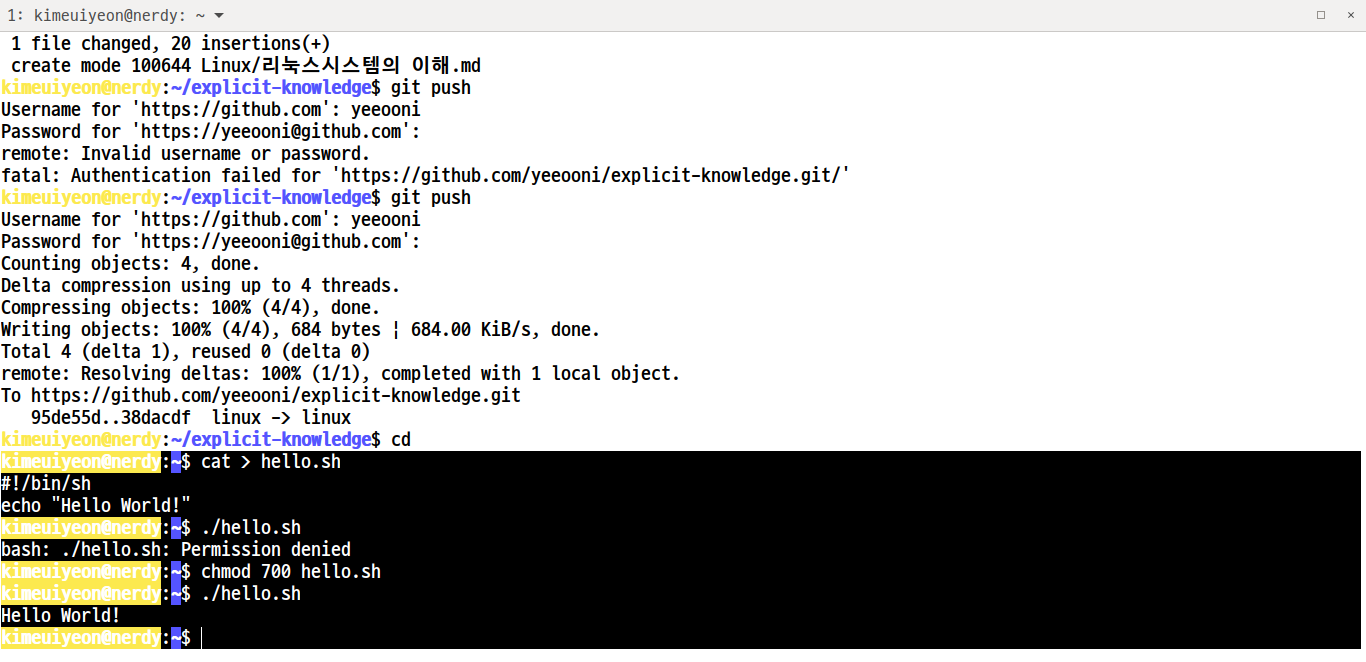 1: kimeuiyeon@nerdy: ~
 1 file changed, 20 insertions(+)
 create mode 100644 Linux/리눅스시스템의 이해.md
kimeuiyeon@nerdy:~/explicit-knowledge$ git push
Username for 'https://github.com': yeeooni
Password for 'https://yeeooni@github.com':
remote: Invalid username or password.
fatal: Authentication failed for 'https://github.com/yeeooni/explicit-knowledge.git/'
kimeuiyeon@nerdy:~/explicit-knowledge$ git push
Username for 'https://github.com': yeeooni
Password for 'https://yeeooni@github.com':
Counting objects: 4, done.
Delta compression using up to 4 threads.
Compressing objects: 100% (4/4), done.
Writing objects: 100% (4/4), 684 bytes ¦ 684.00 KiB/s, done.
Total 4 (delta 1), reused 0 (delta 0)
remote: Resolving deltas: 100% (1/1), completed with 1 local object.
To https://github.com/yeeooni/explicit-knowledge.git
   95de55d..38dacdf  linux -> linux
kimeuiyeon@nerdy:~/explicit-knowledge$ cd
kimeuiyeon@nerdy:~$ cat > hello.sh
#!/bin/sh
echo "Hello World!"
kimeuiyeon@nerdy:~$ ./hello.sh
bash: ./hello.sh: Permission denied
kimeuiyeon@nerdy:~$ chmod 700 hello.sh
kimeuiyeon@nerdy:~$ ./hello.sh
Hello World!
kimeuiyeon@nerdy:~$